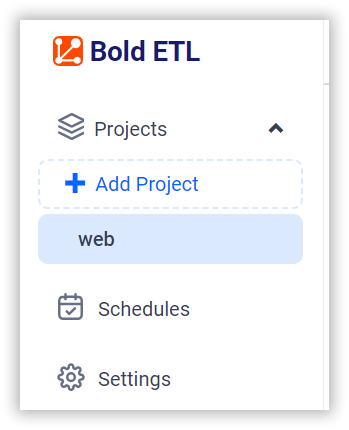 Bold ETL
Projects
Add Project
web
Schedules
Settings